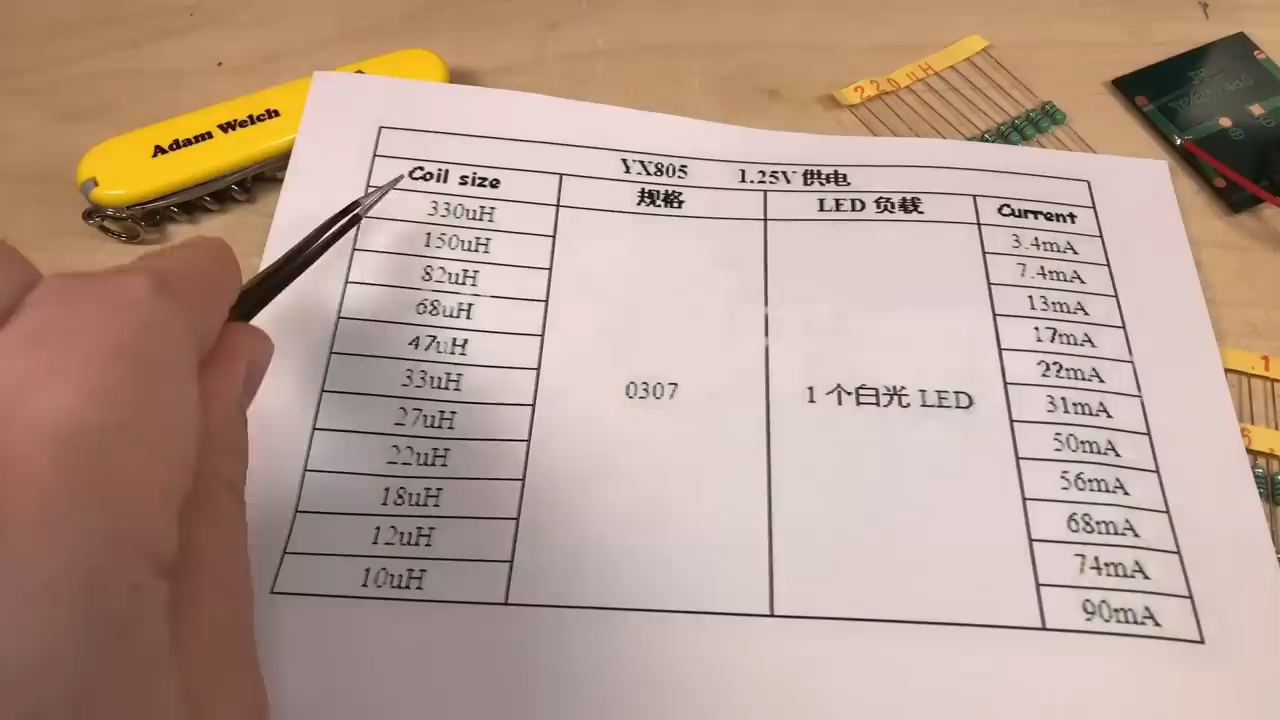 Adam Welch
220uH
YX805 1.25V 供电
Coil size 规格 LED 负载 Current
330uH 3.4mA
150uH 7.4mA
82uH 13mA
68uH 17mA
47uH 22mA
33uH 0307 1个白光 LED 31mA
27uH 50mA
22uH 56mA
18uH 68mA
12uH 74mA
10uH 90mA